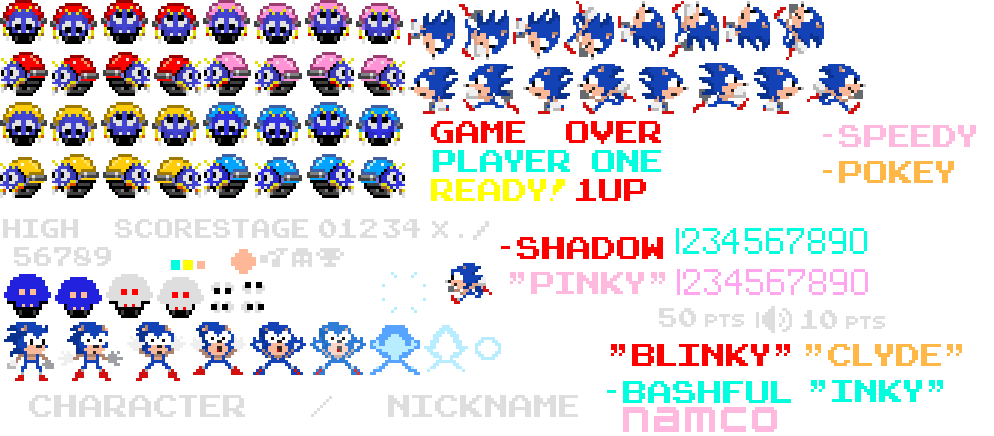 GAME OVER
PLAYER ONE
READY! 1UP
-SPEEDY
-POKEY
HIGH SCORESTAGE 01234 X . /
56789
-SHADOW 1234567890
"PINKY" 1234567890
50 PTS 10 PTS
"BLINKY" "CLYDE"
-BASHFUL "INKY"
CHARACTER / NICKNAME
namco